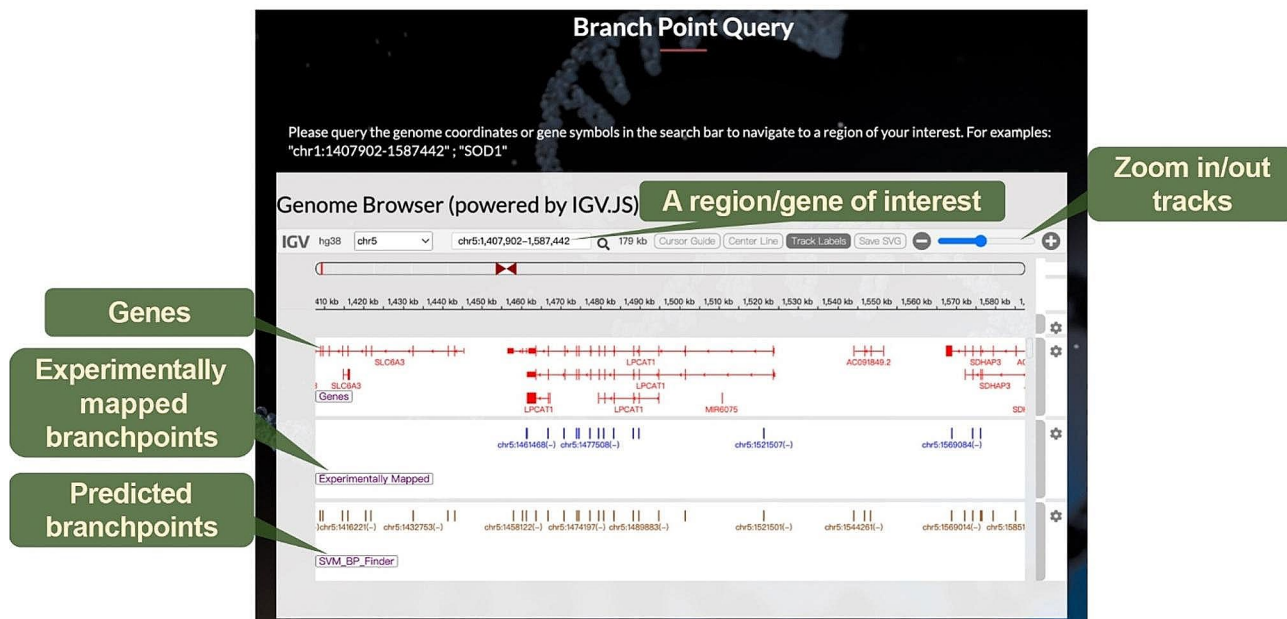 Branch Point Query
Please query the genome coordinates or gene symbols in the search bar to navigate to a region of your interest. For examples:
"chr1:1407902-1587442" ; "SOD1"
Zoom in/out
tracks
A region/gene of interest
Genome Browser (powered by IGV.JS)
IGV hg38 chr5 chr5:1,407,902-1,587,442 179 kb Cursor Guide Center Line Track Labels Save SVG
410 kb 1,420 kb 1,430 kb 1,440 kb 1,450 kb 1,460 kb 1,470 kb 1,480 kb 1,490 kb 1,500 kb 1,510 kb 1,520 kb 1,530 kb 1,540 kb 1,550 kb 1,560 kb 1,570 kb 1,580 kb 1,
Genes
SLC6A3 LPCAT1 AC091849.2 SDHAP3 AC
SLC6A3 LPCAT1 SDHAP3
Genes LPCAT1 LPCAT1 MIR6075 SDH
Experimentally
mapped
branchpoints
chr5:1461468(-) chr5:1477508(-) chr5:1521507(-) chr5:1569084(-)
Experimentally Mapped
Predicted
branchpoints
chr5:1416221(-) chr5:1432753(-) chr5:1458122(-) chr5:1474197(-) chr5:1489883(-) chr5:1521501(-) chr5:1544261(-) chr5:1569014(-) chr5:15851
SVM_BP_Finder